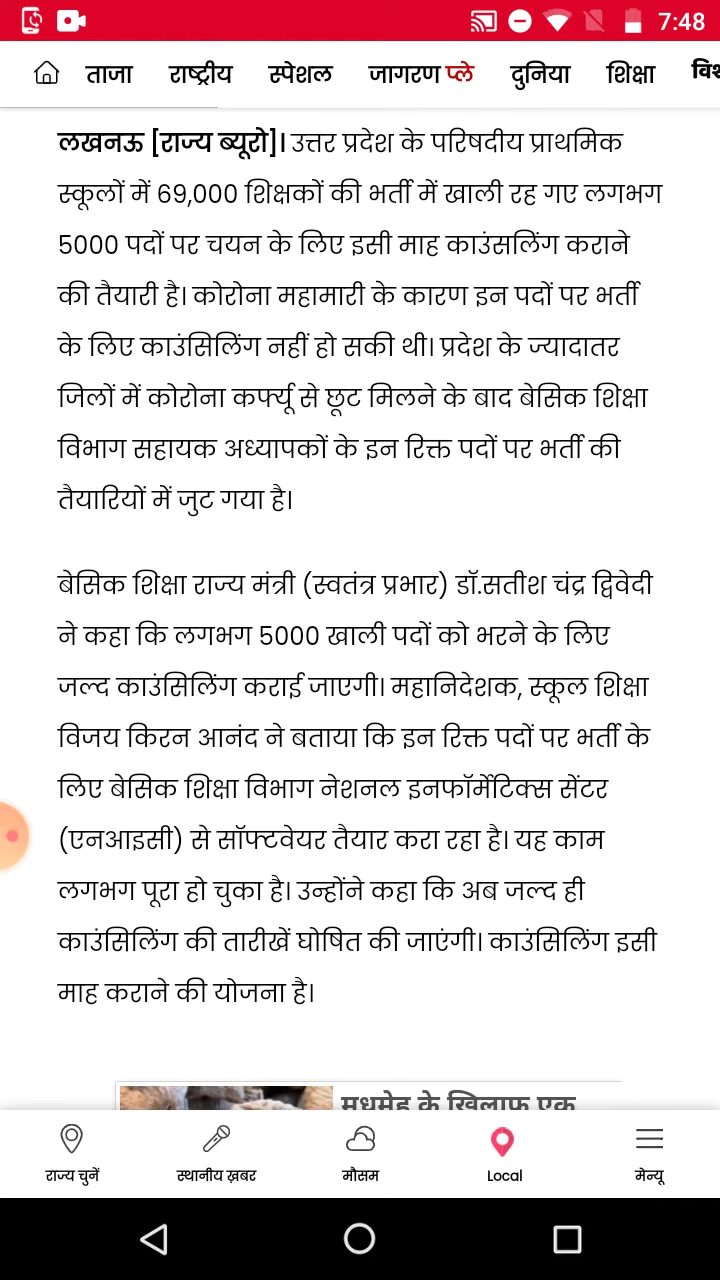 7:48
ताजा राष्ट्रीय स्पेशल जागरण प्ले दुनिया शिक्षा
लखनऊ [राज्य ब्यूरो]। उत्तर प्रदेश के परिषदीय प्राथमिक
स्कूलों में 69,000 शिक्षकों की भर्ती में खाली रह गए लगभग
5000 पदों पर चयन के लिए इसी माह काउंसलिंग कराने
की तैयारी है। कोरोना महामारी के कारण इन पदों पर भर्ती
के लिए काउंसिलिंग नहीं हो सकी थी। प्रदेश के ज्यादातर
जिलों में कोरोना कर्फ्यू से छूट मिलने के बाद बेसिक शिक्षा
विभाग सहायक अध्यापकों के इन रिक्त पदों पर भर्ती की
तैयारियों में जुट गया है।
बेसिक शिक्षा राज्य मंत्री (स्वतंत्र प्रभार) डॉ.सतीश चंद्र द्विवेदी
ने कहा कि लगभग 5000 खाली पदों को भरने के लिए
जल्द काउंसिलिंग कराई जाएगी। महानिदेशक, स्कूल शिक्षा
विजय किरन आनंद ने बताया कि इन रिक्त पदों पर भर्ती के
लिए बेसिक शिक्षा विभाग नेशनल इनफॉर्मेटिक्स सेंटर
(एनआइसी) से सॉफ्टवेयर तैयार करा रहा है। यह काम
लगभग पूरा हो चुका है। उन्होंने कहा कि अब जल्द ही
काउंसिलिंग की तारीखें घोषित की जाएंगी। काउंसिलिंग इसी
माह कराने की योजना है।
मधुमेह के खिलाफ एक
राज्य चुनें स्थानीय ख़बर मौसम Local मेन्यू